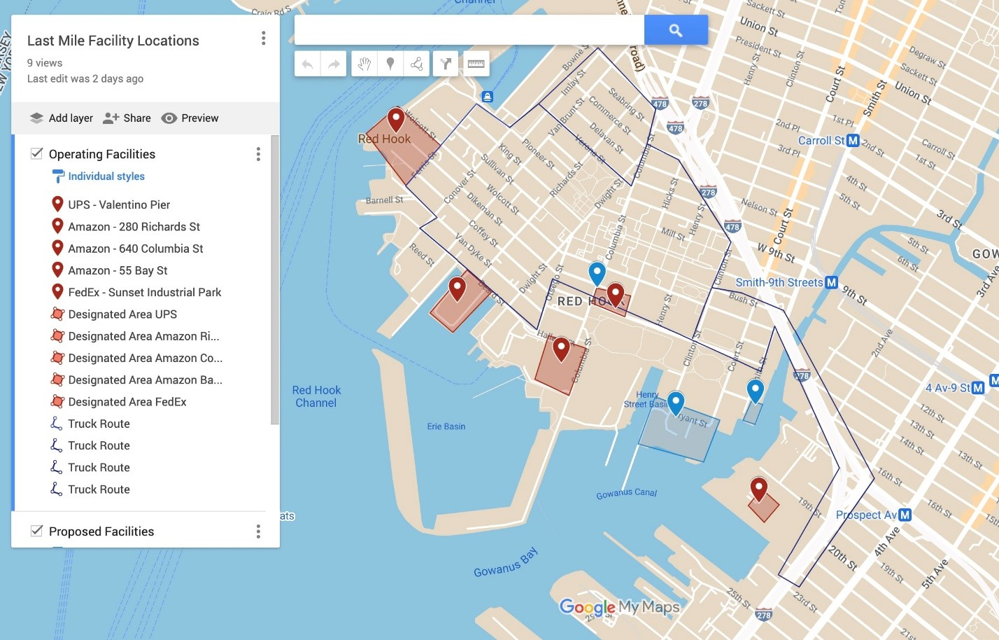 Last Mile Facility Locations
9 views
Last edit was 2 days ago
Add layer
Share
Preview
Operating Facilities
Individual styles
UPS - Valentino Pier
Amazon - 280 Richards St
Amazon - 640 Columbia St
Amazon - 55 Bay St
FedEx - Sunset Industrial Park
Designated Area UPS
Designated Area Amazon Ri...
Designated Area Amazon Co...
Designated Area Amazon Ba...
Designated Area FedEx
Truck Route
Truck Route
Truck Route
Truck Route
Proposed Facilities
Craig Rd S
Channel
road)
Sackett St
Union St
President St
Degraw St
Sackett St
Union St
Henry St
Clinton St
Court St
Smith St
Bowne St
Imlay St
Seabring St
Commerce St
Van Brunt St
Delavan St
Verona St
478
278
478
1st Pl
2nd Pl
3rd Pl
Carroll St
M
2nd St
Carroll St
1st St
Wolcott St
Red Hook
Ferris St
King St
Pioneer St
Sullivan St
Richards St
Columbia St
4th St
5th St
Conover St
Wolcott St
Dwight St
Hicks St
278
Barnell St
Dikeman St
Henry St
Nelson St
3rd St
Coffey St
Columbia St
Mill St
478
Court St
5th St
Van Dyke St
Reed St
W 9th St
6th St
GOW
Dwight St
Otsego St
Clinton St
Smith-9th Streets
M
9th St
3rd Ave
Beard St
RED HOOK
Henry St
Bush St
2nd Ave
Columbia St
Clinton St
Court St
278
4 Av-9 St
M
M
Red Hook
Channel
Henry
Street Basin
Bryant St
12th St
13th St
14th St
13th St
Erie Basin
16th St
Gowanus Canal
19th St
16th St
15th
Prospect Av
M
ats
4th Ave
20th St
19th St
5th Ave
Gowanus Bay
25th St
23rd St
278
21st
Google My Maps